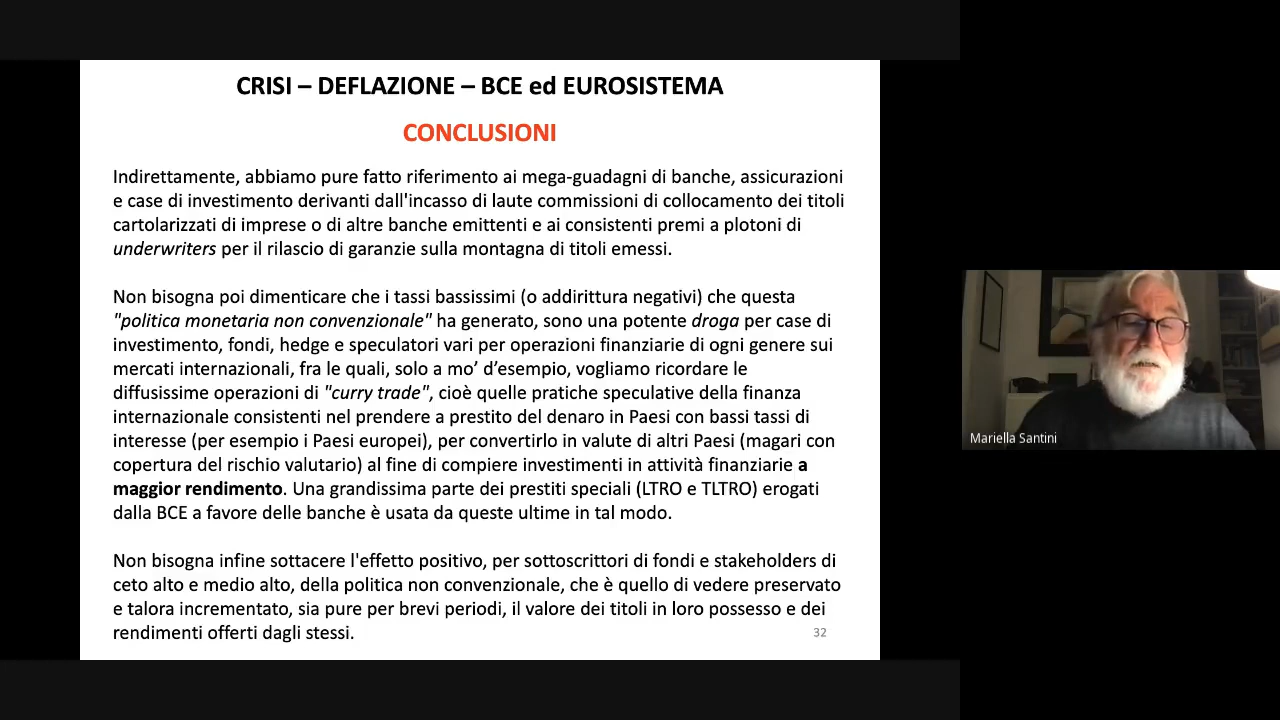 CRISI – DEFLAZIONE – BCE ed EUROSISTEMA
CONCLUSIONI
Indirettamente, abbiamo pure fatto riferimento ai mega-guadagni di banche, assicurazioni
e case di investimento derivanti dall'incasso di laute commissioni di collocamento dei titoli
cartolarizzati di imprese o di altre banche emittenti e ai consistenti premi a plotoni di
underwriters per il rilascio di garanzie sulla montagna di titoli emessi.
Non bisogna poi dimenticare che i tassi bassissimi (o addirittura negativi) che questa
"politica monetaria non convenzionale" ha generato, sono una potente droga per case di
investimento, fondi, hedge e speculatori vari per operazioni finanziarie di ogni genere sui
mercati internazionali, fra le quali, solo a mo’ d’esempio, vogliamo ricordare le
diffusissime operazioni di "curry trade", cioè quelle pratiche speculative della finanza
internazionale consistenti nel prendere a prestito del denaro in Paesi con bassi tassi di
interesse (per esempio i Paesi europei), per convertirlo in valute di altri Paesi (magari con
copertura del rischio valutario) al fine di compiere investimenti in attività finanziarie a
maggior rendimento. Una grandissima parte dei prestiti speciali (LTRO e TLTRO) erogati
dalla BCE a favore delle banche è usata da queste ultime in tal modo.
Non bisogna infine sottacere l'effetto positivo, per sottoscrittori di fondi e stakeholders di
ceto alto e medio alto, della politica non convenzionale, che è quello di vedere preservato
e talora incrementato, sia pure per brevi periodi, il valore dei titoli in loro possesso e dei
rendimenti offerti dagli stessi.
32
Mariella Santini